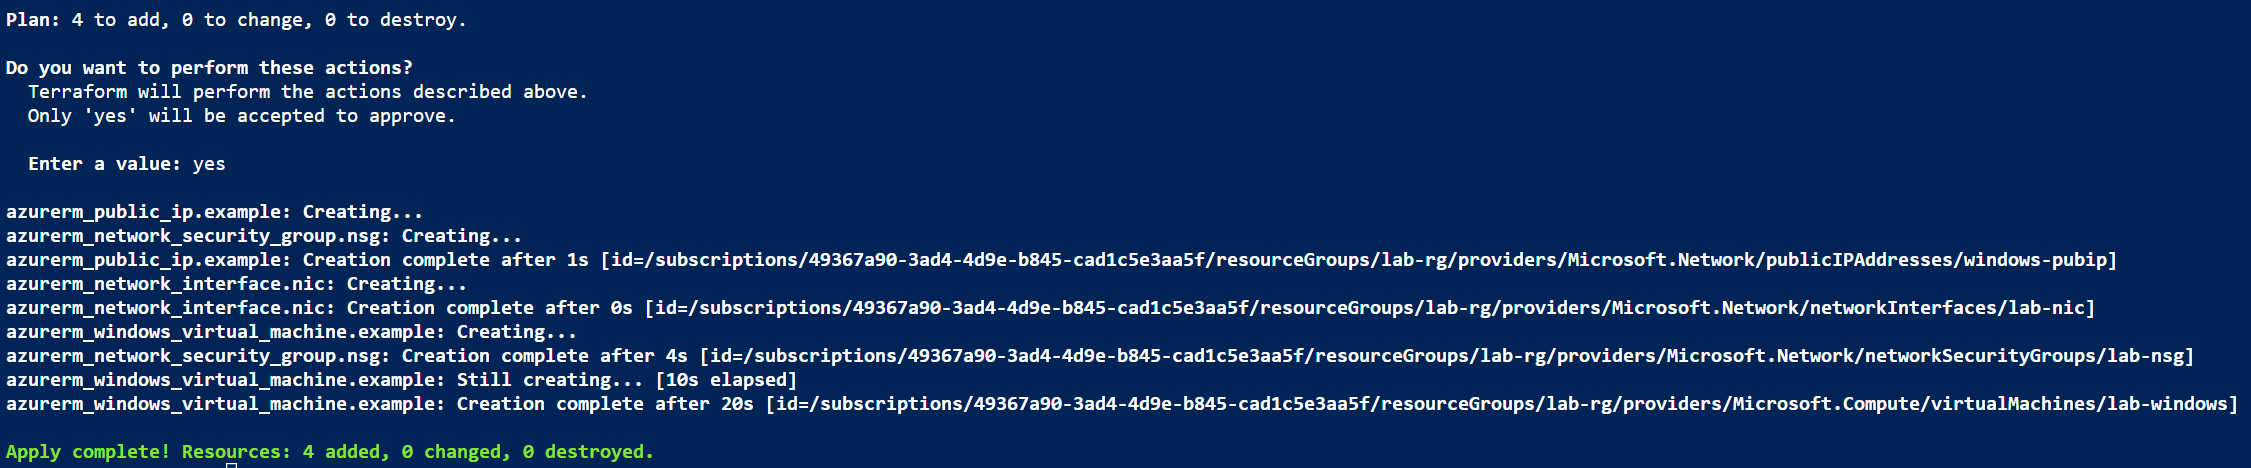 Plan: 4 to add, 0 to change, 0 to destroy.
Do you want to perform these actions?
Terraform will perform the actions described above.
Only 'yes' will be accepted to approve.
Enter a value: yes
azurerm_public_ip.example: Creating...
azurerm_network_security_group.nsg: Creating...
azurerm_public_ip.example: Creation complete after 1s [id=/subscriptions/49367a90-3ad4-4d9e-b845-cad1c5e3aa5f/resourceGroups/lab-rg/providers/Microsoft.Network/publicIPAddresses/windows-pubip]
azurerm_network_interface.nic: Creating...
azurerm_network_interface.nic: Creation complete after 0s [id=/subscriptions/49367a90-3ad4-4d9e-b845-cad1c5e3aa5f/resourceGroups/lab-rg/providers/Microsoft.Network/networkInterfaces/lab-nic]
azurerm_windows_virtual_machine.example: Creating...
azurerm_network_security_group.nsg: Creation complete after 4s [id=/subscriptions/49367a90-3ad4-4d9e-b845-cad1c5e3aa5f/resourceGroups/lab-rg/providers/Microsoft.Network/networkSecurityGroups/lab-nsg]
azurerm_windows_virtual_machine.example: Still creating... [10s elapsed]
azurerm_windows_virtual_machine.example: Creation complete after 20s [id=/subscriptions/49367a90-3ad4-4d9e-b845-cad1c5e3aa5f/resourceGroups/lab-rg/providers/Microsoft.Compute/virtualMachines/lab-windows]
Apply complete! Resources: 4 added, 0 changed, 0 destroyed.